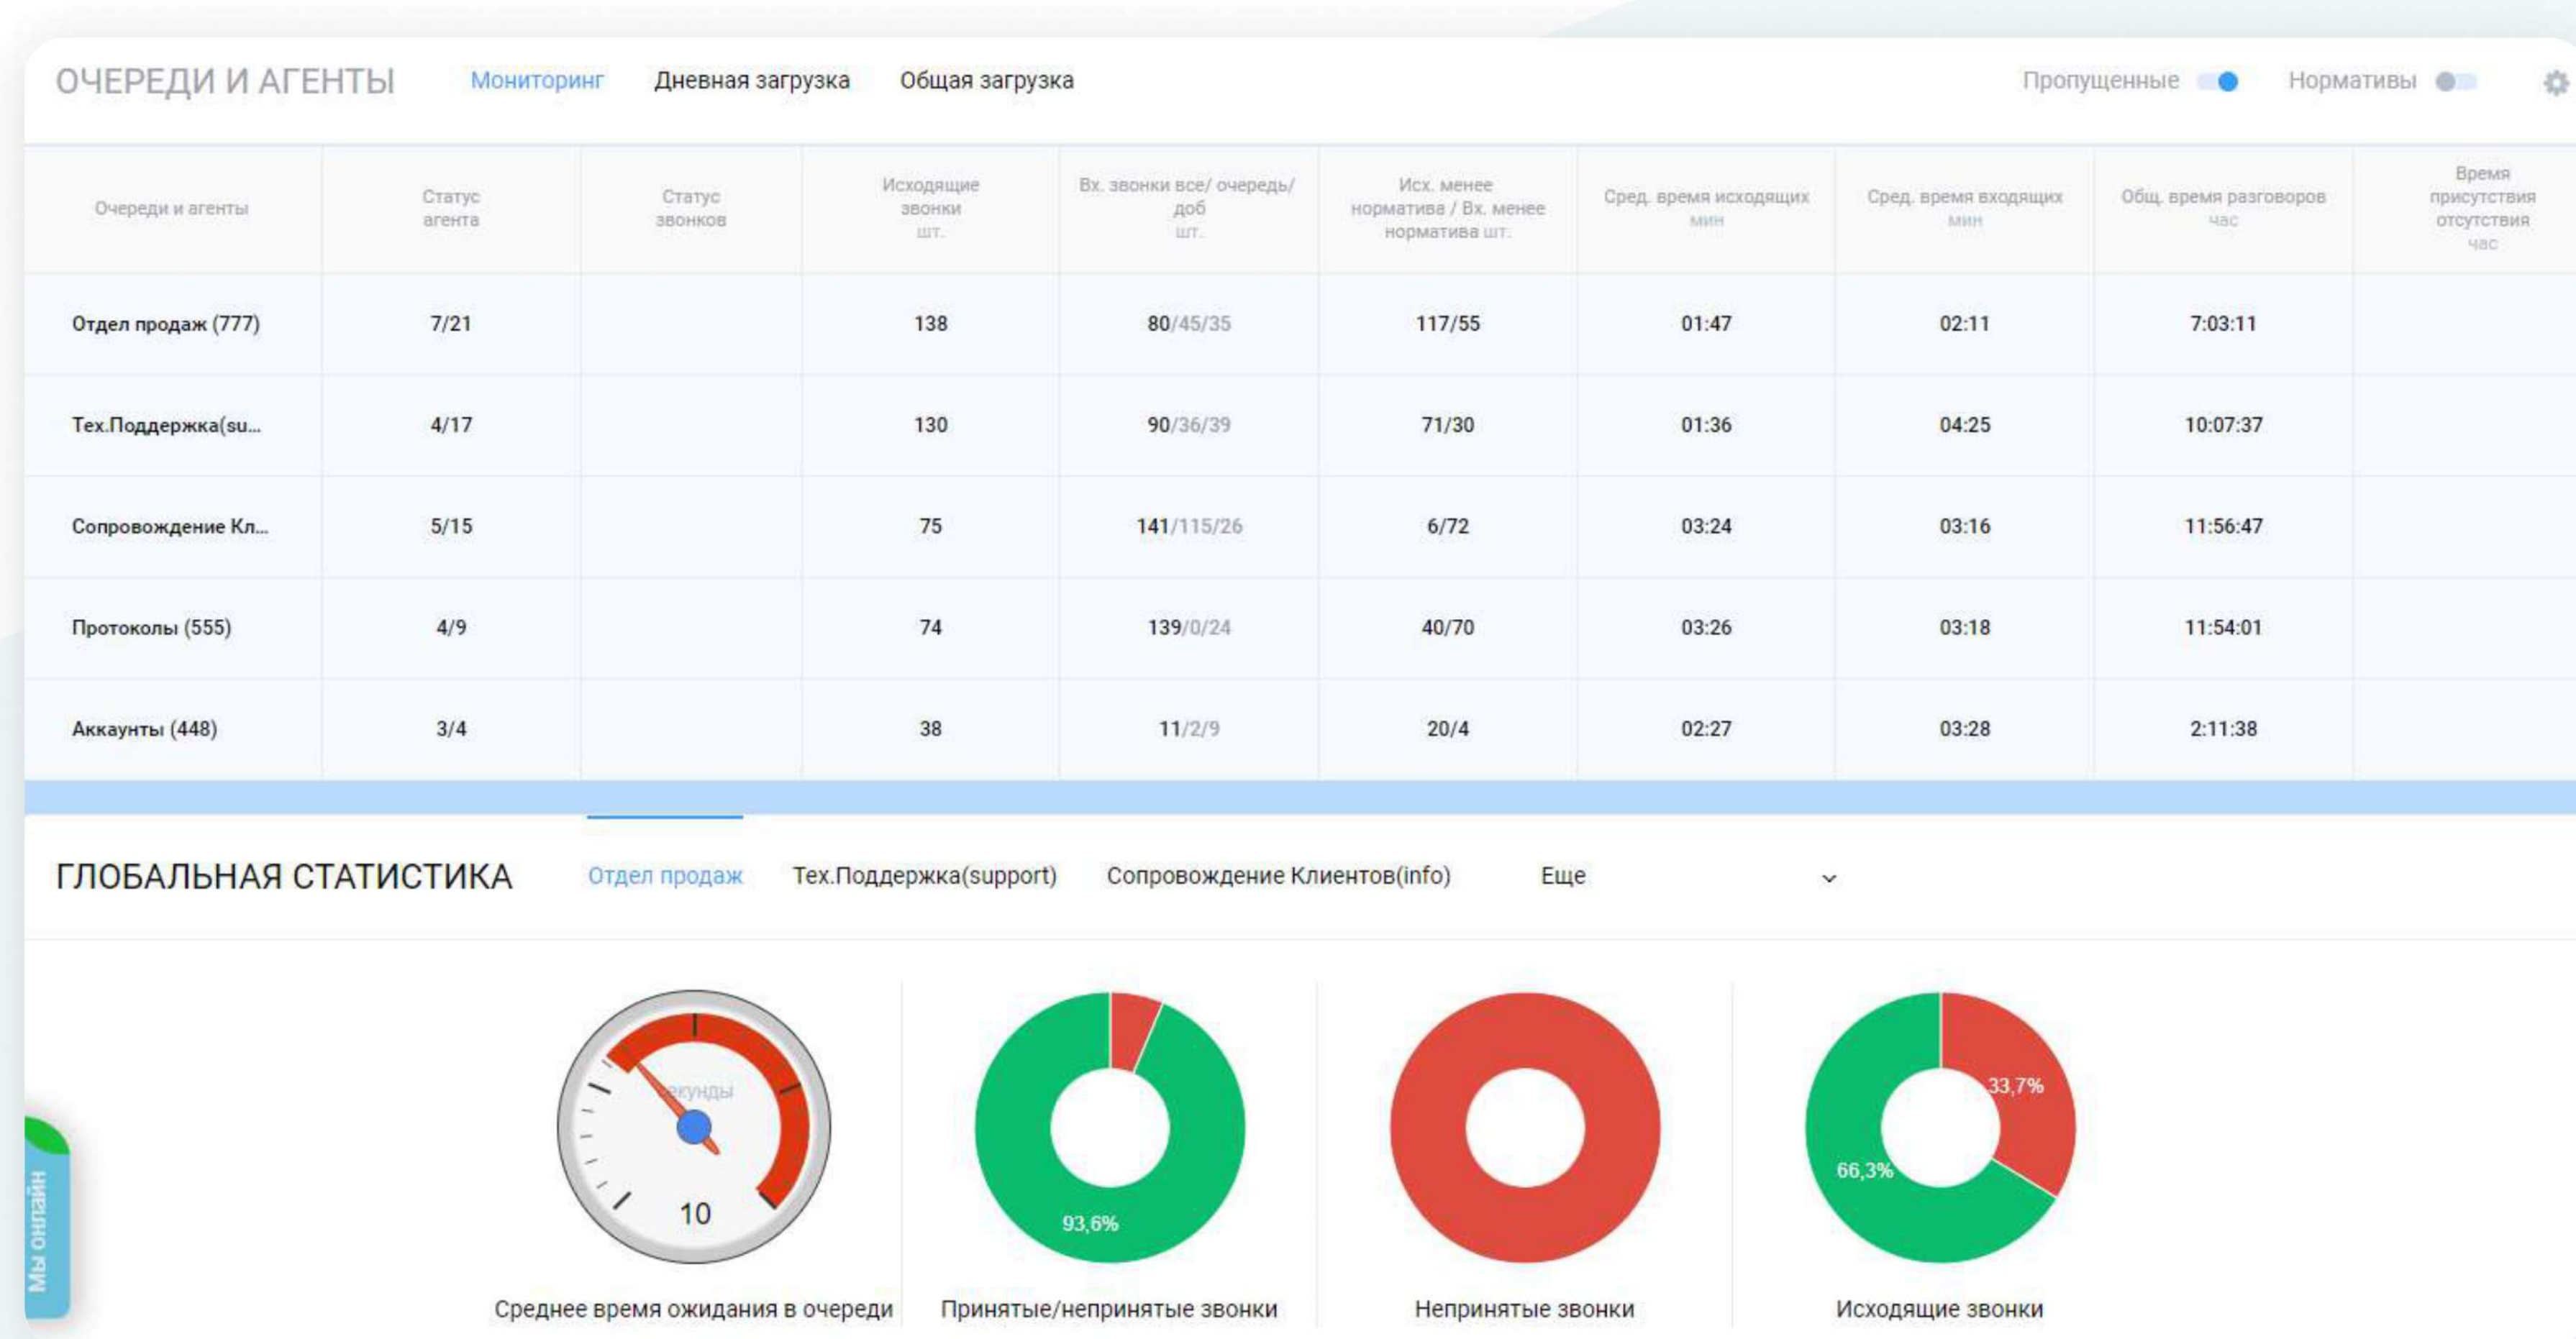 ОЧЕРЕДИ И АГЕНТЫ Мониторинг Дневная загрузка Общая загрузка Пропущенные Нормативы
Очереди и агенты
Статус
агента
Статус
звонков
Исходящие
звонки
шт.
Вх. звонки все/ очередь/
доб
шт.
Исх. менее
норматива / Вх. менее
норматива шт.
Сред. время исходящих
мин
Сред. время входящих
мин
Общ. время разговоров
час
Время
присутствия
отсутствия
час
Отдел продаж (777) 7/21 138 80/45/35 117/55 01:47 02:11 7:03:11
Тех.Поддержка(su... 4/17 130 90/36/39 71/30 01:36 04:25 10:07:37
Сопровождение Кл... 5/15 75 141/115/26 6/72 03:24 03:16 11:56:47
Протоколы (555) 4/9 74 139/0/24 40/70 03:26 03:18 11:54:01
Аккаунты (448) 3/4 38 11/2/9 20/4 02:27 03:28 2:11:38
ГЛОБАЛЬНАЯ СТАТИСТИКА Отдел продаж Тех.Поддержка(support) Сопровождение Клиентов(info) Еще
секунды
10
93,6%
33,7%
66,3%
Среднее время ожидания в очереди Принятые/непринятые звонки Непринятые звонки Исходящие звонки
Мы онлайн